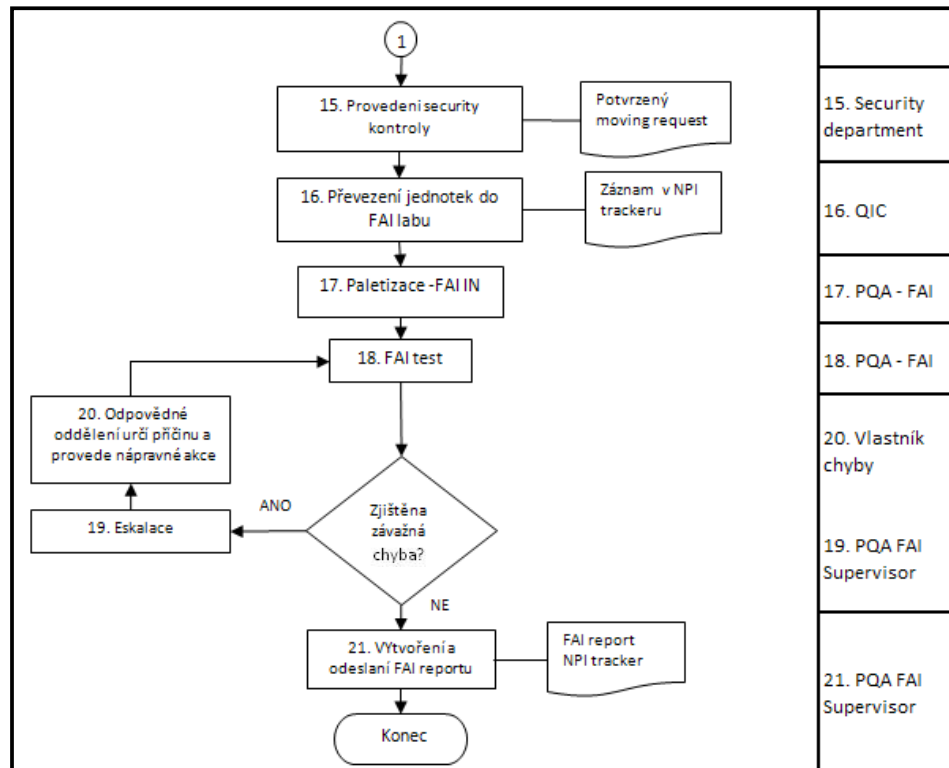 1
15. Provedeni security
kontroly
Potvrzený
moving request
15. Security
department
16. Převezení jednotek do
FAI labu
Záznam v NPI
trackeru
16. QIC
17. Paletizace -FAI IN
17. PQA - FAI
18. FAI test
18. PQA - FAI
20. Odpovědné
oddělení určí příčinu a
provede nápravné akce
20. Vlastník
chyby
ANO
Zjištěna
závažná
chyba?
19. Eskalace
19. PQA FAI
Supervisor
NE
21. VYtvoření a
odeslaní FAI reportu
FAI report
NPI tracker
21. PQA FAI
Supervisor
Konec